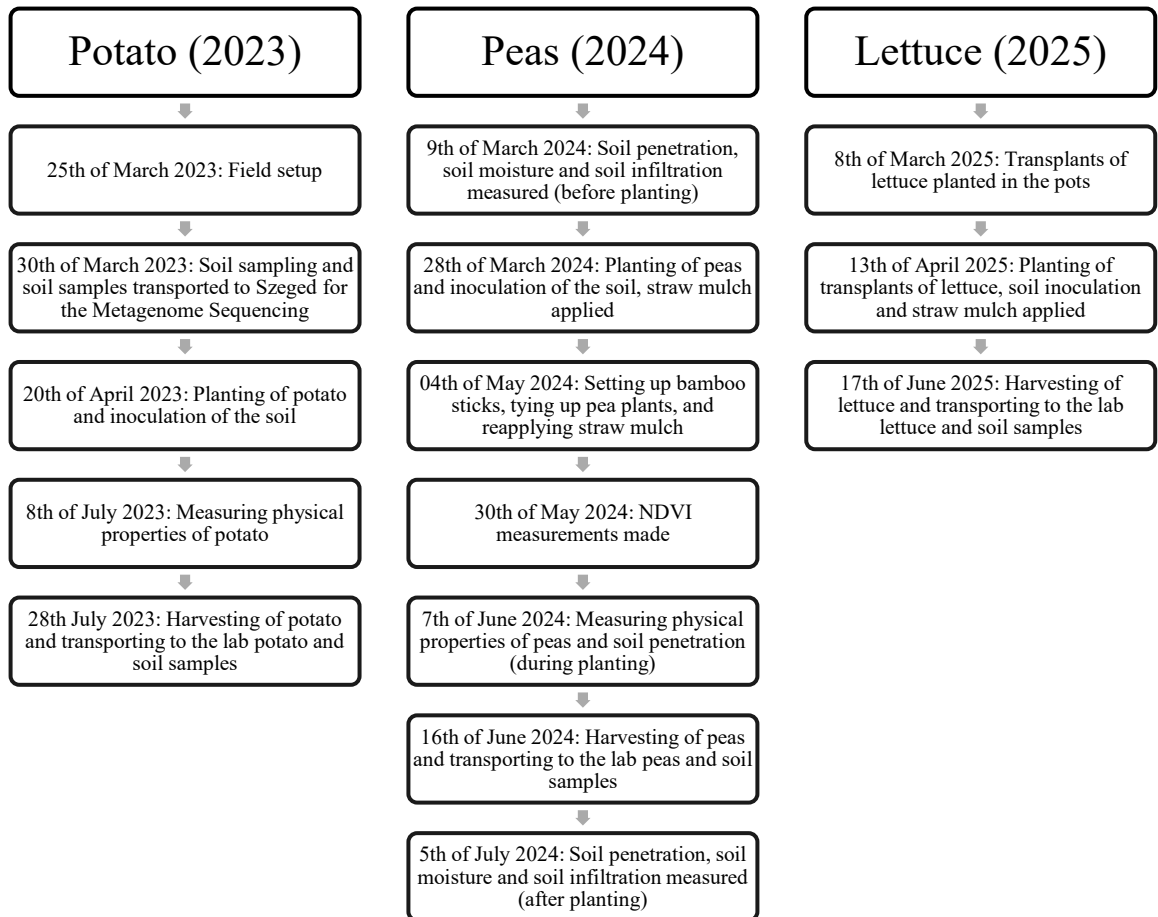 Potato (2023)
25th of March 2023: Field setup
30th of March 2023: Soil sampling and
soil samples transported to Szeged for
the Metagenome Sequencing
20th of April 2023: Planting of potato
and inoculation of the soil
8th of July 2023: Measuring physical
properties of potato
28th July 2023: Harvesting of potato
and transporting to the lab potato and
soil samples
Peas (2024)
9th of March 2024: Soil penetration,
soil moisture and soil infiltration
measured (before planting)
28th of March 2024: Planting of peas
and inoculation of the soil, straw mulch
applied
04th of May 2024: Setting up bamboo
sticks, tying up pea plants, and
reapplying straw mulch
30th of May 2024: NDVI
measurements made
7th of June 2024: Measuring physical
properties of peas and soil penetration
(during planting)
16th of June 2024: Harvesting of peas
and transporting to the lab peas and soil
samples
5th of July 2024: Soil penetration, soil
moisture and soil infiltration measured
(after planting)
Lettuce (2025)
8th of March 2025: Transplants of
lettuce planted in the pots
13th of April 2025: Planting of
transplants of lettuce, soil inoculation
and straw mulch applied
17th of June 2025: Harvesting of
lettuce and transporting to the lab
lettuce and soil samples